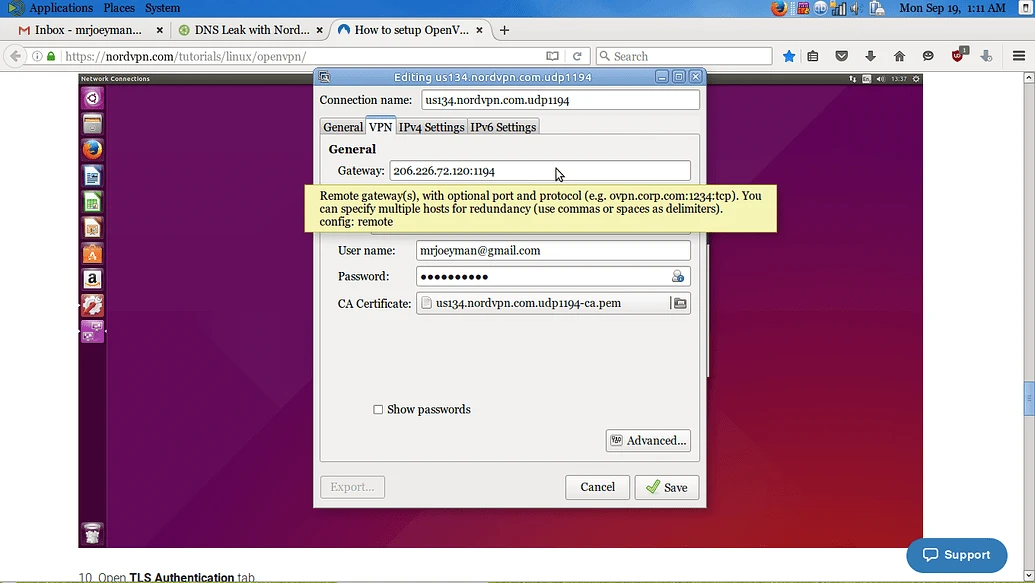 Applications Places System Mon Sep 19, 1:11 AM
Inbox - mrjoeyman@... × DNS Leak with Nord... × How to setup OpenV... × +
https://nordvpn.com/tutorials/linux/openvpn/ Search 1
Network Connections
En 13:37
Editing us134.nordvpn.com.udp1194
Connection name: us134.nordvpn.com.udp1194
General VPN IPv4 Settings IPv6 Settings
General
Gateway: 206.226.72.120:1194
Remote gateway(s), with optional port and protocol (e.g. ovpn.corp.com:1234:tcp). You
can specify multiple hosts for redundancy (use commas or spaces as delimiters).
config: remote
User name: mrjoeyman@gmail.com
Password: ●●●●●●●●●●
CA Certificate: us134.nordvpn.com.udp1194-ca.pem
Show passwords
Advanced...
Export... Cancel Save
Support
10. Open TLS Authentication tab